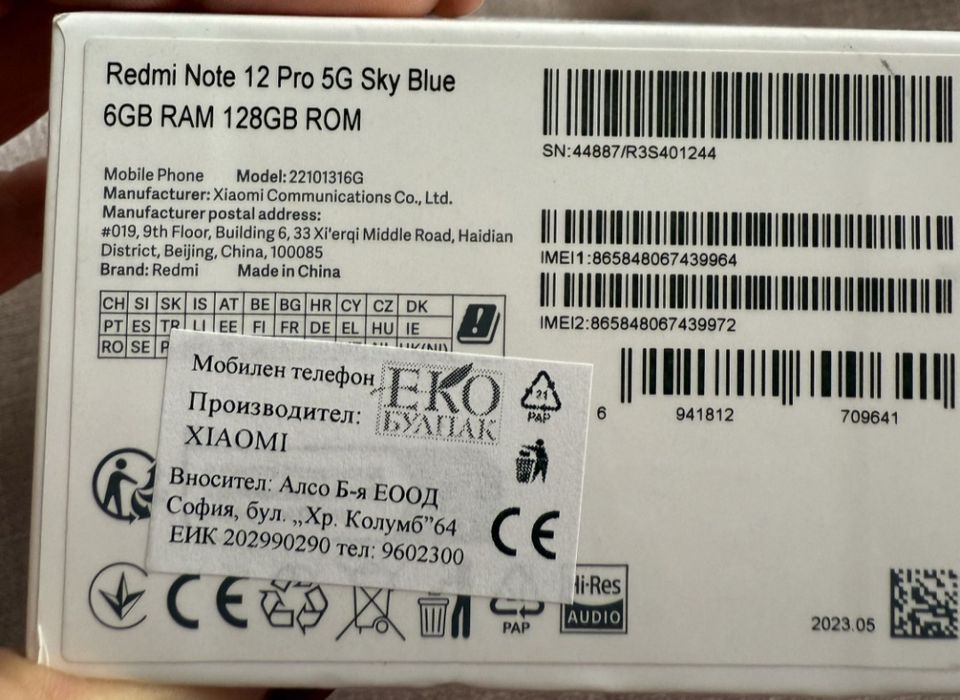 Redmi Note 12 Pro 5G Sky Blue
6GB RAM 128GB ROM
Mobile Phone Model: 22101316G
Manufacturer: Xiaomi Communications Co., Ltd.
Manufacturer postal address:
#019, 9th Floor, Building 6, 33 Xi'erqi Middle Road, Haidian
District, Beijing, China, 100085
Brand: Redmi Made in China
CH SI SK IS AT BE BG HR CY CZ DK
PT ES TR LI EE FI FR DE EL HU IE
RO SE
SN:44887/R3S401244
IMEI1:865848067439964
IMEI2:865848067439972
6 941812 709641
Мобилен телефон
ЕКО
БУЛПАК
Производител:
XIAOMI
21
PAP
Вносител: Алсо Б-я ЕООД
София, бул. „Хр. Колумб”64
ЕИК 202990290 тел: 9602300
CE
CE
PAP
Hi-Res
AUDIO
2023.05